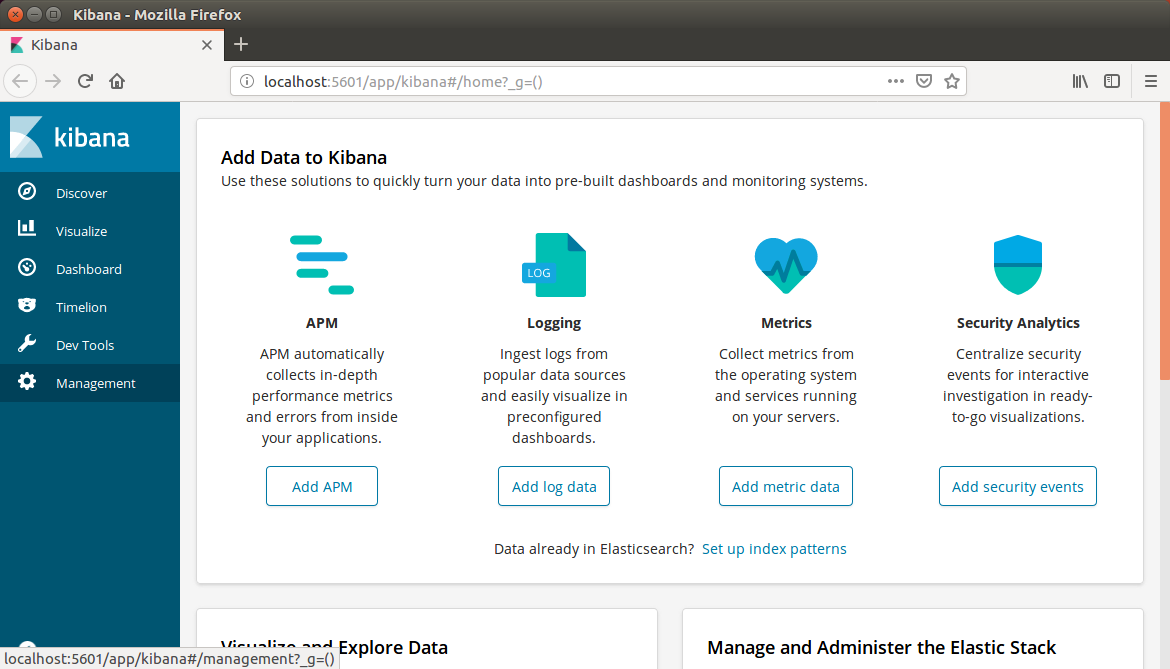 Kibana - Mozilla Firefox
Kibana
localhost:5601/app/kibana#/home?_g=()
kibana
Discover
Visualize
Dashboard
Timelion
Dev Tools
Management
Add Data to Kibana
Use these solutions to quickly turn your data into pre-built dashboards and monitoring systems.
APM
APM automatically
collects in-depth
performance metrics
and errors from inside
your applications.
Add APM
LOG
Logging
Ingest logs from
popular data sources
and easily visualize in
preconfigured
dashboards.
Add log data
Metrics
Collect metrics from
the operating system
and services running
on your servers.
Add metric data
Security Analytics
Centralize security
events for interactive
investigation in ready-
to-go visualizations.
Add security events
Data already in Elasticsearch? Set up index patterns
Visualize and Explore Data
Manage and Administer the Elastic Stack
localhost:5601/app/kibana#/management?_g=()